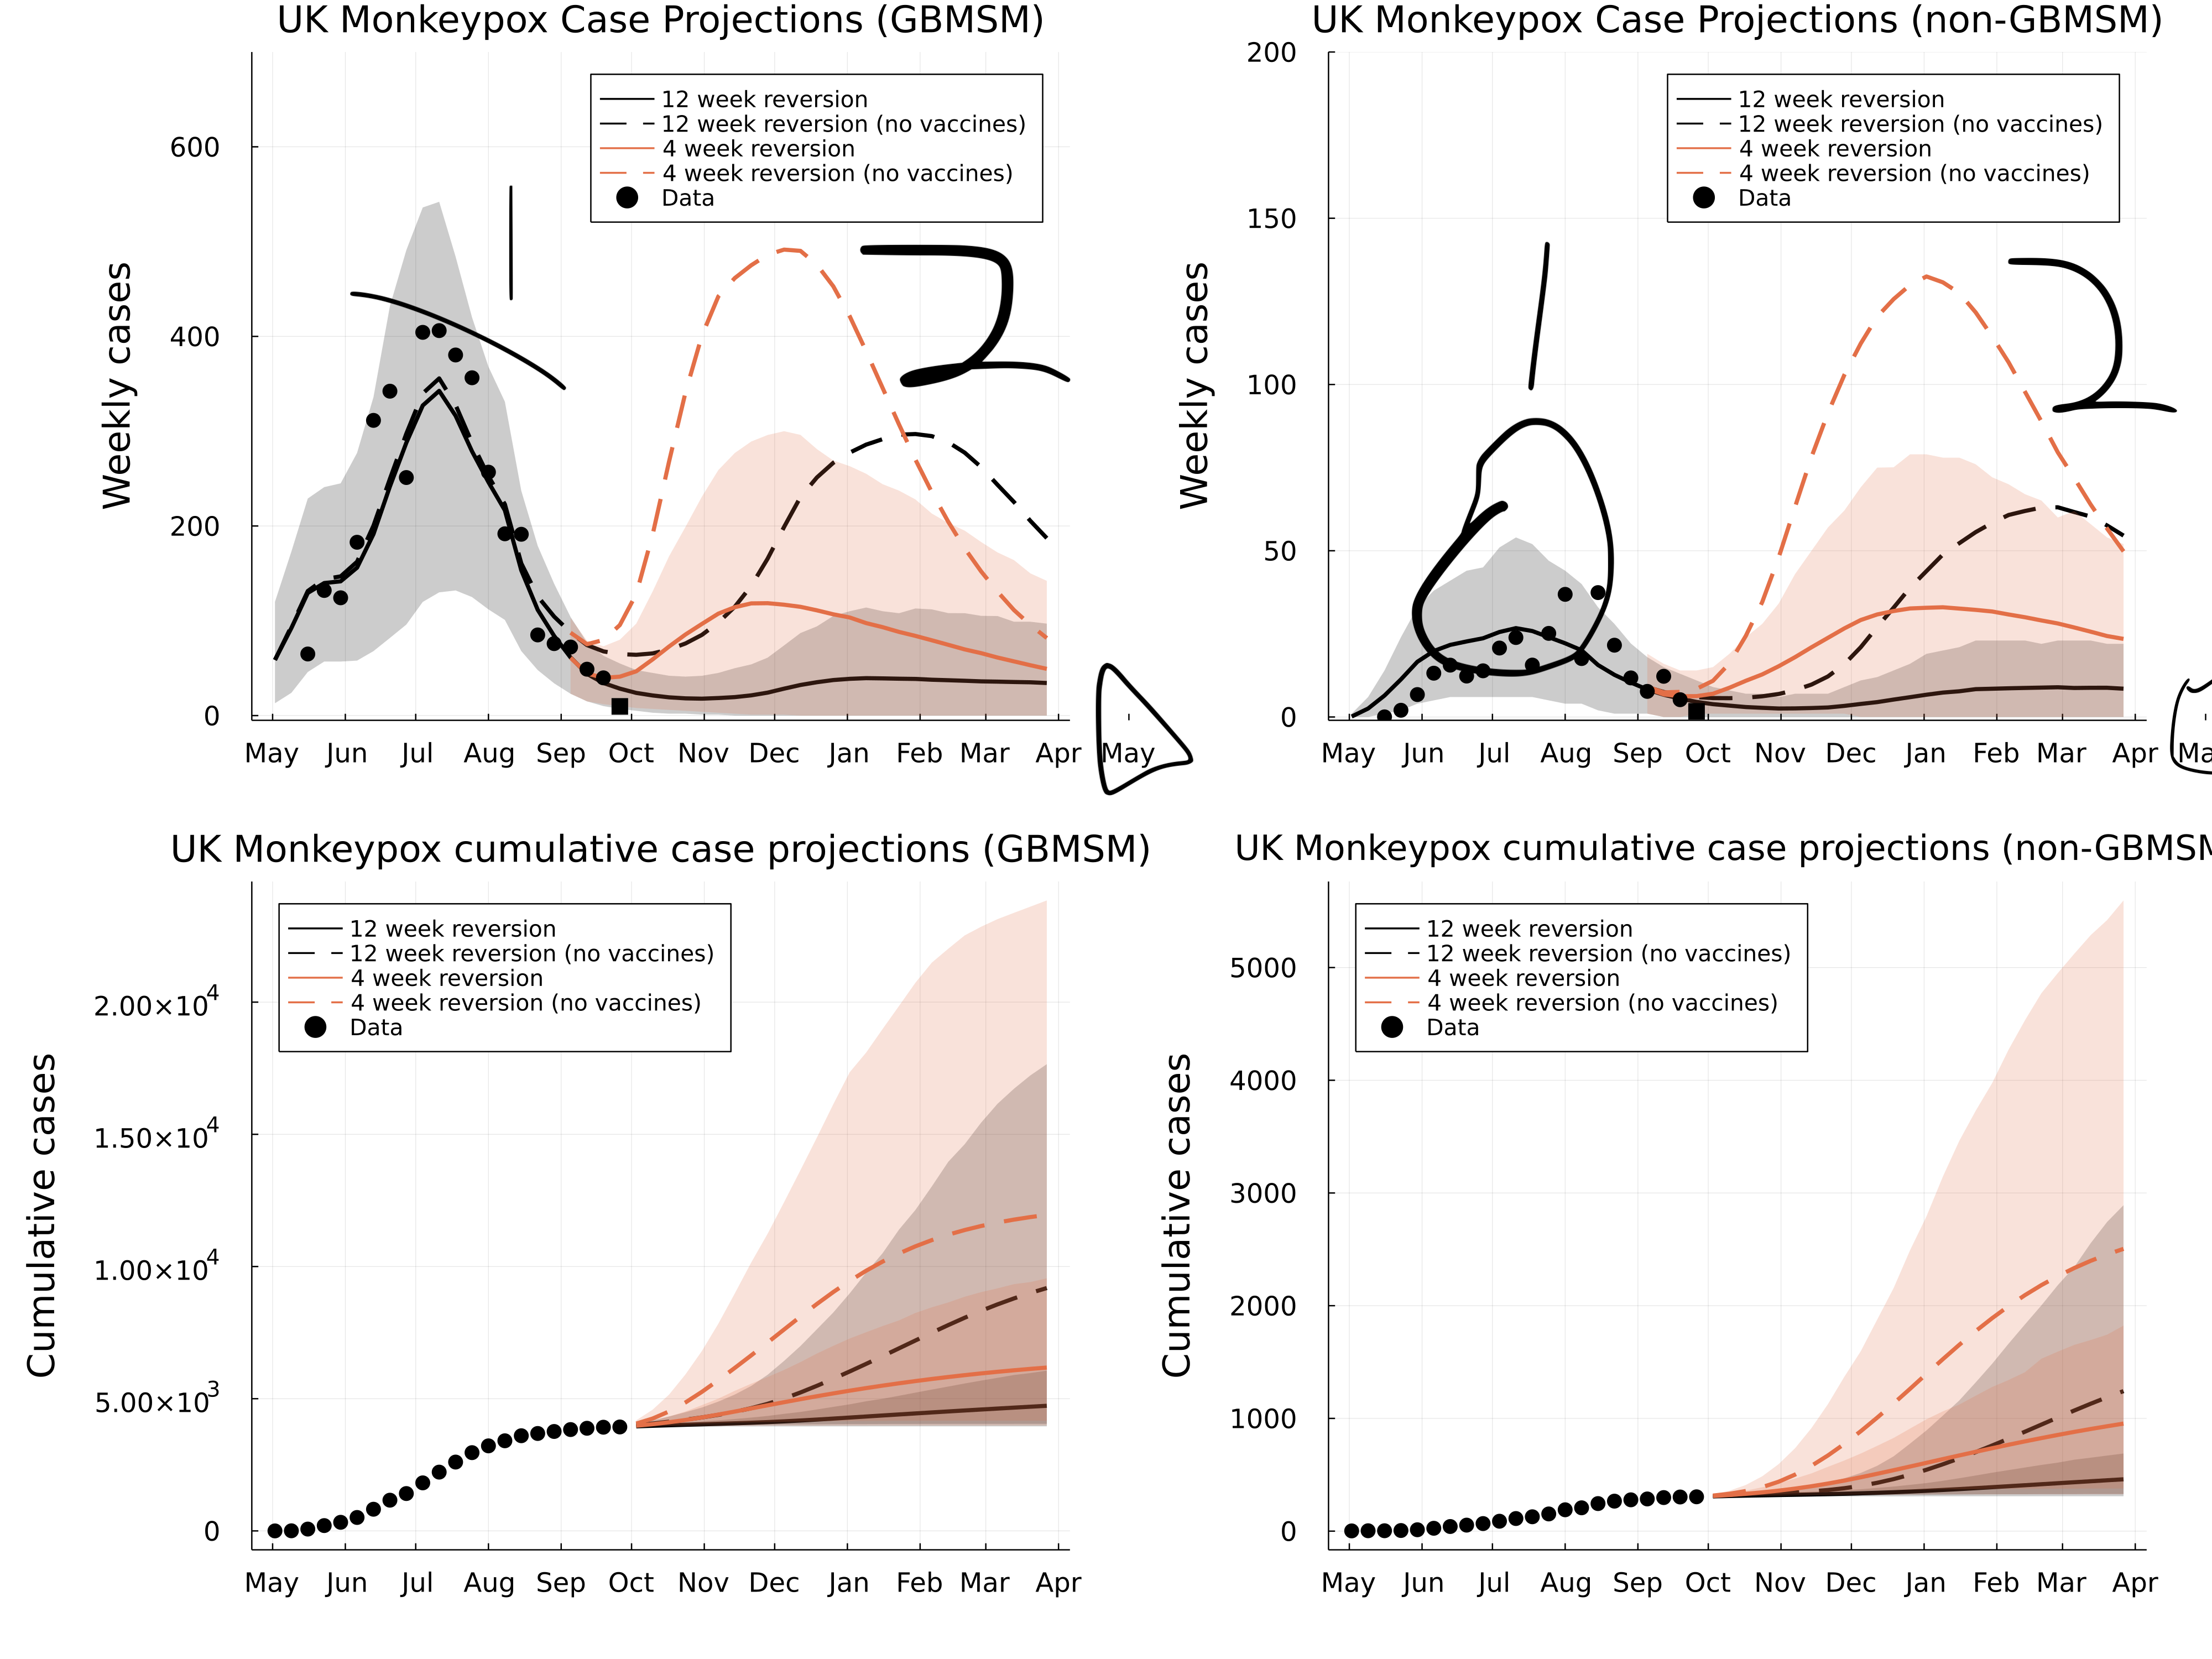 UK Monkeypox Case Projections (GBMSM)
Weekly cases
600
400
200
0
12 week reversion
12 week reversion (no vaccines)
4 week reversion
4 week reversion (no vaccines)
Data
1
2
May Jun Jul Aug Sep Oct Nov Dec Jan Feb Mar Apr May
UK Monkeypox Case Projections (non-GBMSM)
Weekly cases
200
150
100
50
0
12 week reversion
12 week reversion (no vaccines)
4 week reversion
4 week reversion (no vaccines)
Data
1
2
May Jun Jul Aug Sep Oct Nov Dec Jan Feb Mar Apr Ma
UK Monkeypox cumulative case projections (GBMSM)
Cumulative cases
2.00×10⁴
1.50×10⁴
1.00×10⁴
5.00×10³
0
12 week reversion
12 week reversion (no vaccines)
4 week reversion
4 week reversion (no vaccines)
Data
May Jun Jul Aug Sep Oct Nov Dec Jan Feb Mar Apr
UK Monkeypox cumulative case projections (non-GBMSM
Cumulative cases
5000
4000
3000
2000
1000
0
12 week reversion
12 week reversion (no vaccines)
4 week reversion
4 week reversion (no vaccines)
Data
May Jun Jul Aug Sep Oct Nov Dec Jan Feb Mar Apr